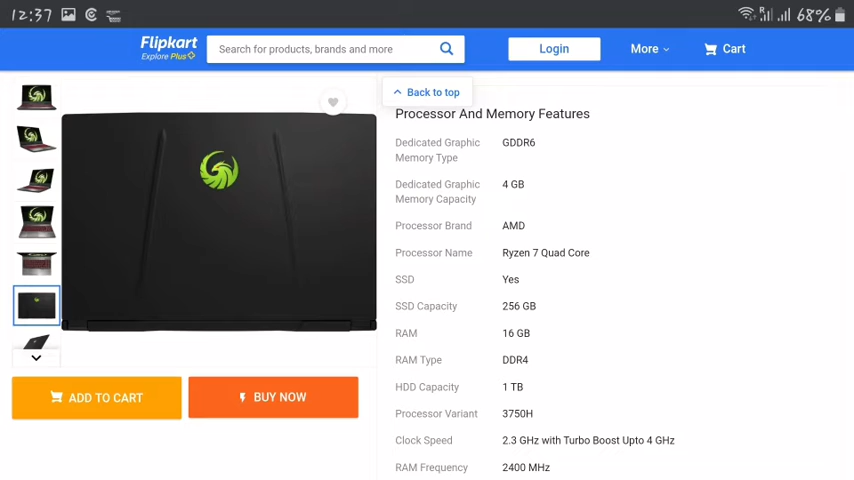 12:37
68%
Flipkart
Explore Plus
Search for products, brands and more
Login
More
Cart
Back to top
Processor And Memory Features
Dedicated Graphic
Memory Type
GDDR6
Dedicated Graphic
Memory Capacity
4 GB
Processor Brand
AMD
Processor Name
Ryzen 7 Quad Core
SSD
Yes
SSD Capacity
256 GB
RAM
16 GB
RAM Type
DDR4
HDD Capacity
1 TB
Processor Variant
3750H
Clock Speed
2.3 GHz with Turbo Boost Upto 4 GHz
RAM Frequency
2400 MHz
ADD TO CART
BUY NOW